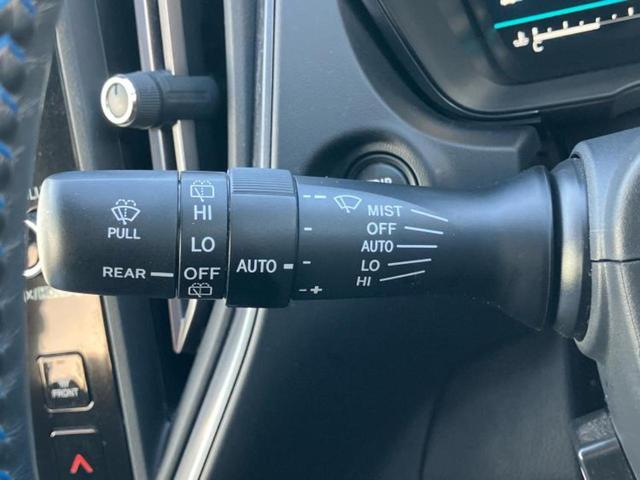 PULL
REAR
HI
LO
OFF
AUTO
- +
MIST
OFF
AUTO
LO
HI
FRONT